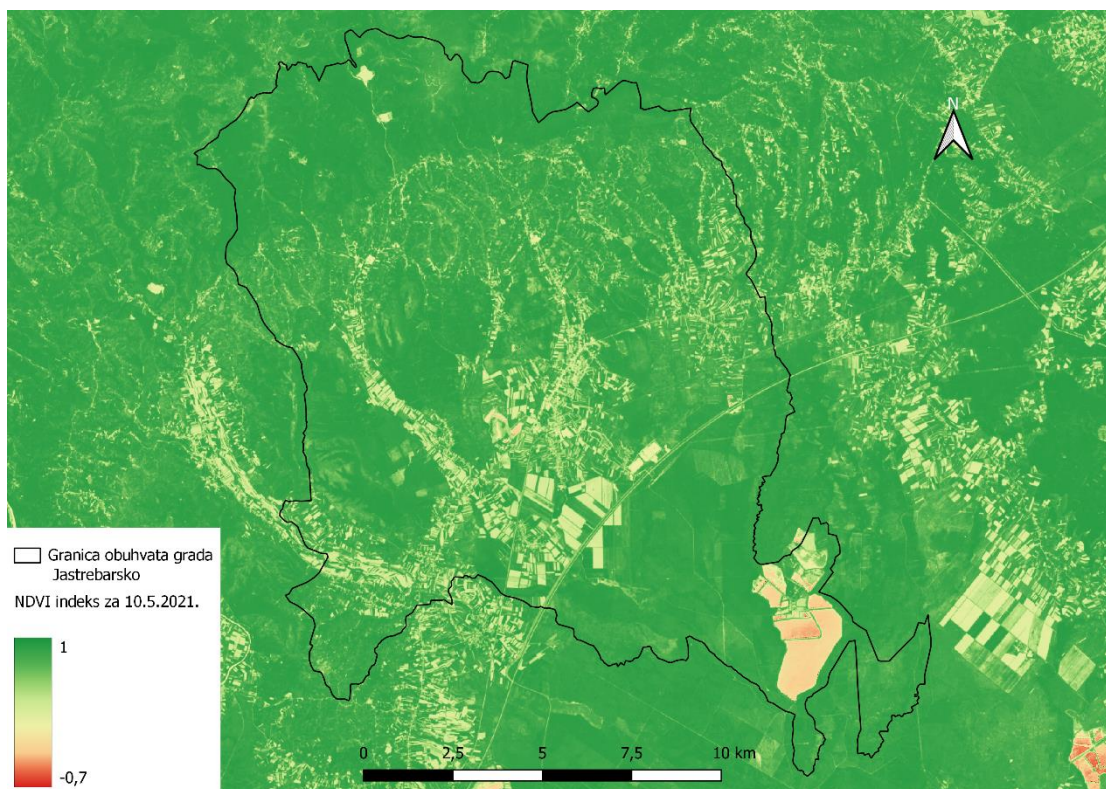 N
Granica obuhvata grada
Jastrebarsko
NDVI indeks za 10.5.2021.
1
-0,7
0 2,5 5 7,5 10 km